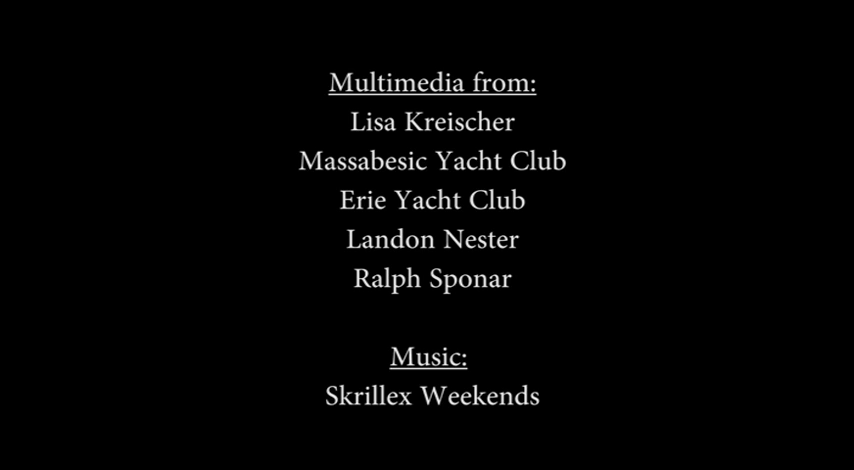 Multimedia from:
Lisa Kreischer
Massabesic Yacht Club
Erie Yacht Club
Landon Nester
Ralph Sponar
Music:
Skrillex Weekends